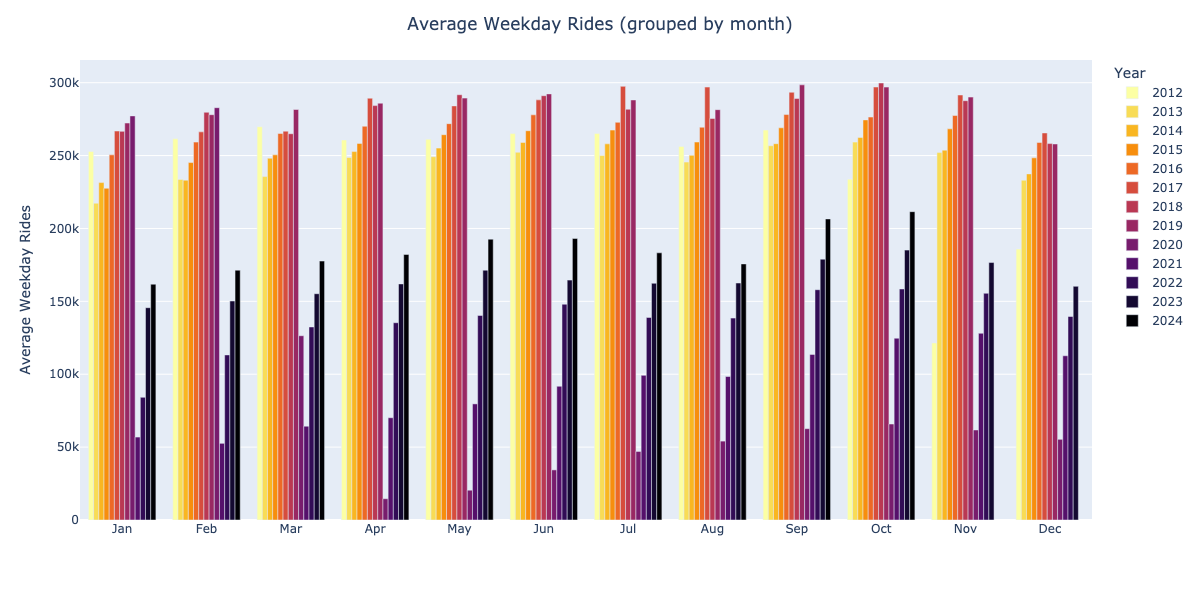 Average Weekday Rides (grouped by month)
Average Weekday Rides
300k
250k
200k
150k
100k
50k
0
Jan Feb Mar Apr May Jun Jul Aug Sep Oct Nov Dec
Year
2012
2013
2014
2015
2016
2017
2018
2019
2020
2021
2022
2023
2024